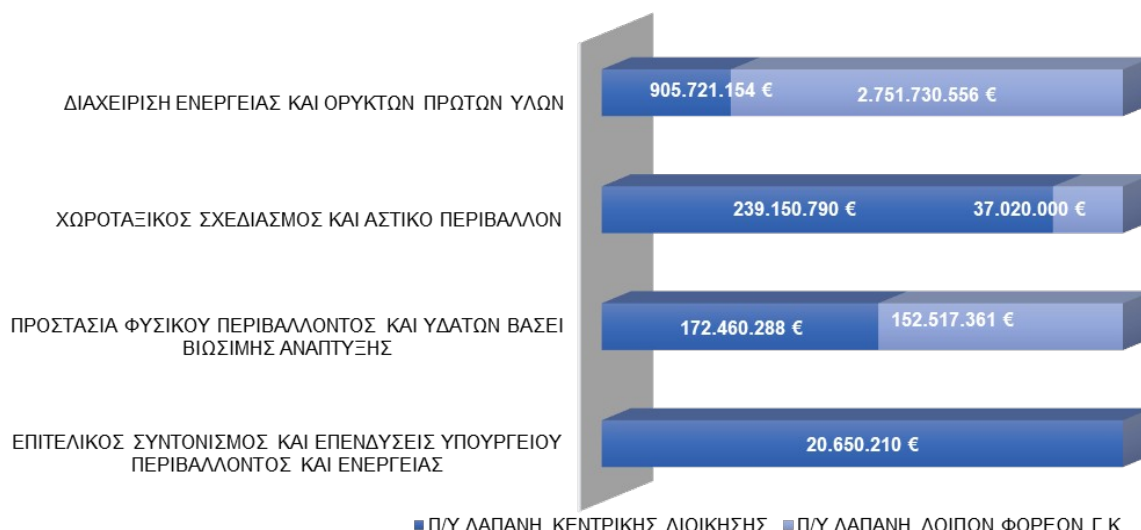 ΔΙΑΧΕΙΡΙΣΗ ΕΝΕΡΓΕΙΑΣ ΚΑΙ ΟΡΥΚΤΩΝ ΠΡΩΤΩΝ ΥΛΩΝ
905.721.154 €
2.751.730.556 €
ΧΩΡΟΤΑΞΙΚΟΣ ΣΧΕΔΙΑΣΜΟΣ ΚΑΙ ΑΣΤΙΚΟ ΠΕΡΙΒΑΛΛΟΝ
239.150.790 €
37.020.000 €
ΠΡΟΣΤΑΣΙΑ ΦΥΣΙΚΟΥ ΠΕΡΙΒΑΛΛΟΝΤΟΣ ΚΑΙ ΥΔΑΤΩΝ ΒΑΣΕΙ
ΒΙΩΣΙΜΗΣ ΑΝΑΠΤΥΞΗΣ
172.460.288 €
152.517.361 €
ΕΠΙΤΕΛΙΚΟΣ ΣΥΝΤΟΝΙΣΜΟΣ ΚΑΙ ΕΠΕΝΔΥΣΕΙΣ ΥΠΟΥΡΓΕΙΟΥ
ΠΕΡΙΒΑΛΛΟΝΤΟΣ ΚΑΙ ΕΝΕΡΓΕΙΑΣ
20.650.210 €
Π/Υ ΔΑΠΑΝΗ ΚΕΝΤΡΙΚΗΣ ΔΙΟΙΚΗΣΗΣ
Π/Υ ΔΑΠΑΝΗ ΛΟΙΠΩΝ ΦΟΡΕΩΝ Γ.Κ.